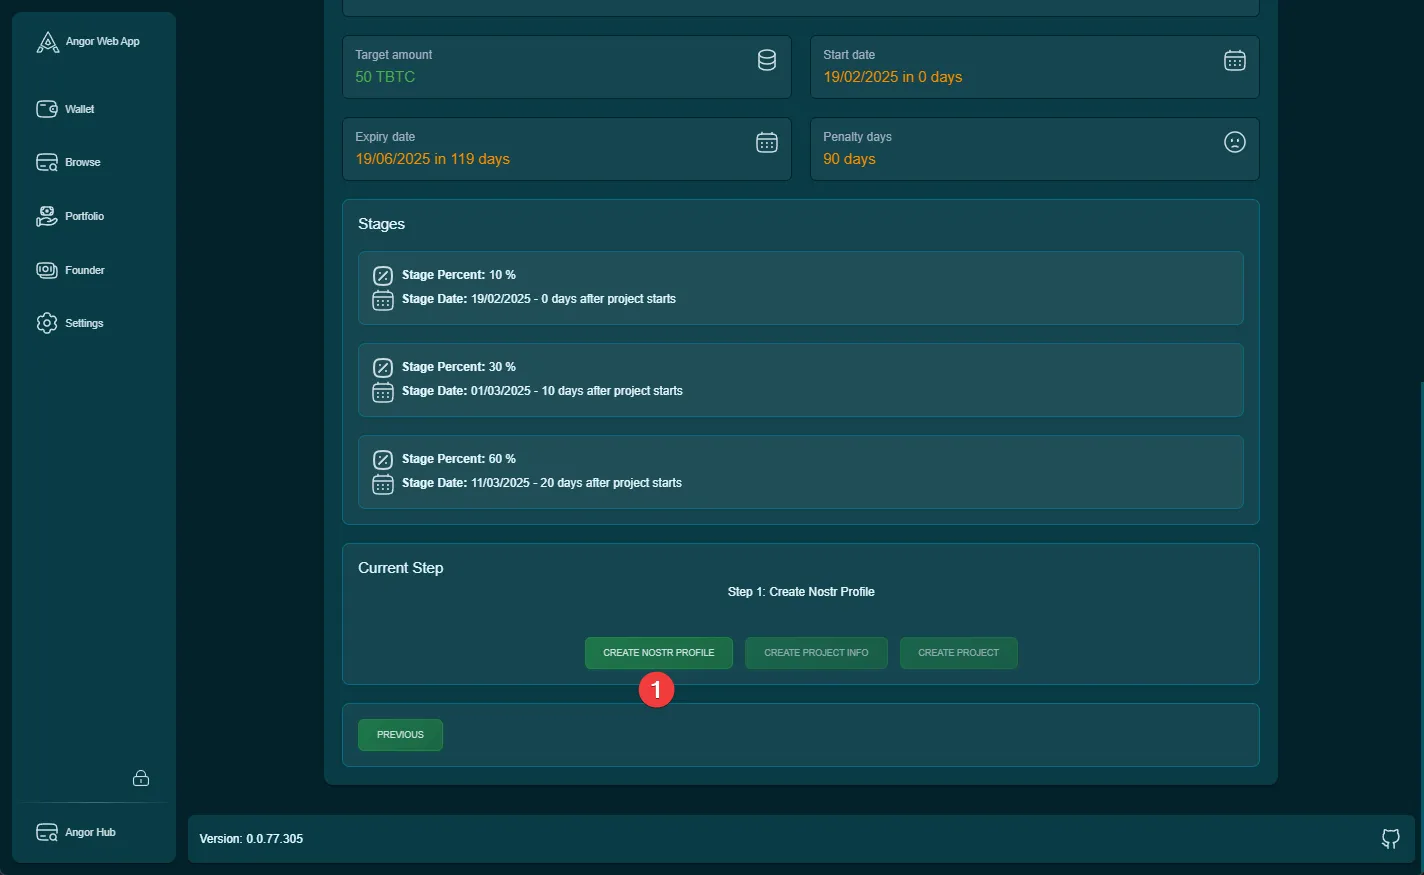 Angor Web App
Wallet
Browse
Portfolio
Founder
Settings
Angor Hub
Target amount
50 TBTC
Start date
19/02/2025 in 0 days
Expiry date
19/06/2025 in 119 days
Penalty days
90 days
Stages
Stage Percent: 10 %
Stage Date: 19/02/2025 - 0 days after project starts
Stage Percent: 30 %
Stage Date: 01/03/2025 - 10 days after project starts
Stage Percent: 60 %
Stage Date: 11/03/2025 - 20 days after project starts
Current Step
Step 1: Create Nostr Profile
CREATE NOSTR PROFILE CREATE PROJECT INFO CREATE PROJECT
1
PREVIOUS
Version: 0.0.77.305